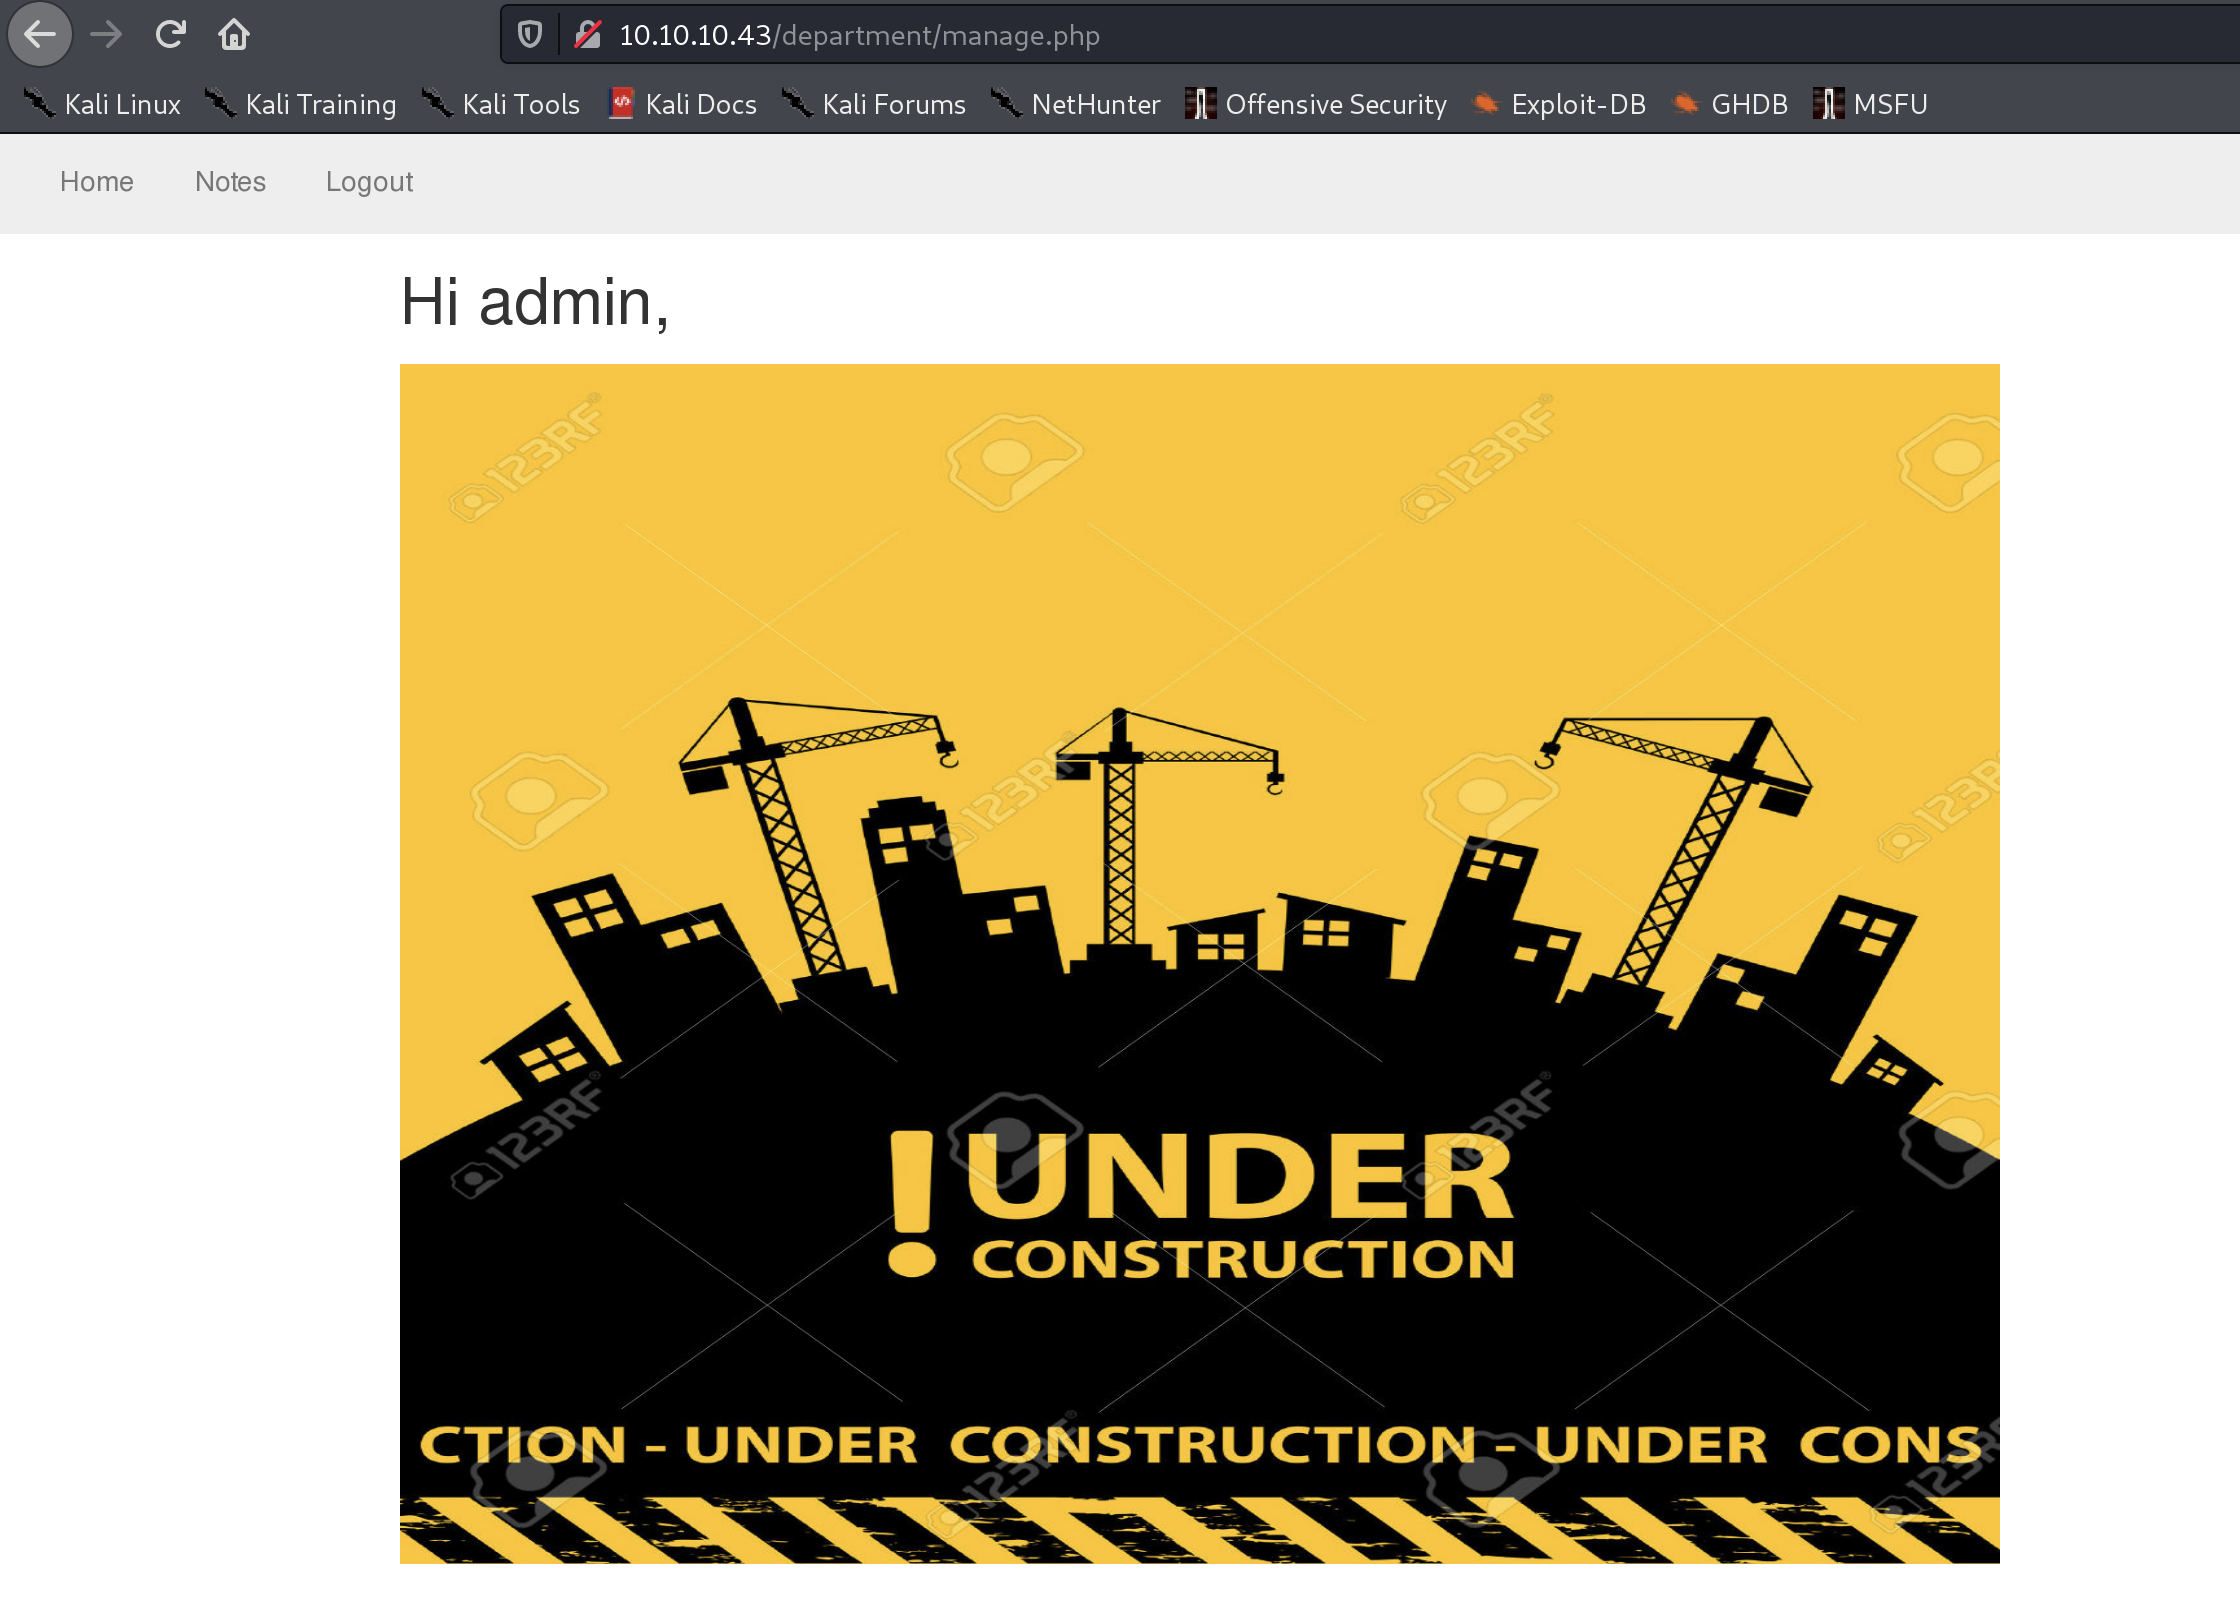 10.10.10.43/department/manage.php
Kali Linux Kali Training Kali Tools Kali Docs Kali Forums NetHunter Offensive Security Exploit-DB GHDB MSFU
Home Notes Logout
Hi admin,
123RF® 123RF®
123RF® 123RF
123RF® 123RF®
! UNDER
CONSTRUCTION
CTION - UNDER CONSTRUCTION - UNDER CONS
123RF® 123RF